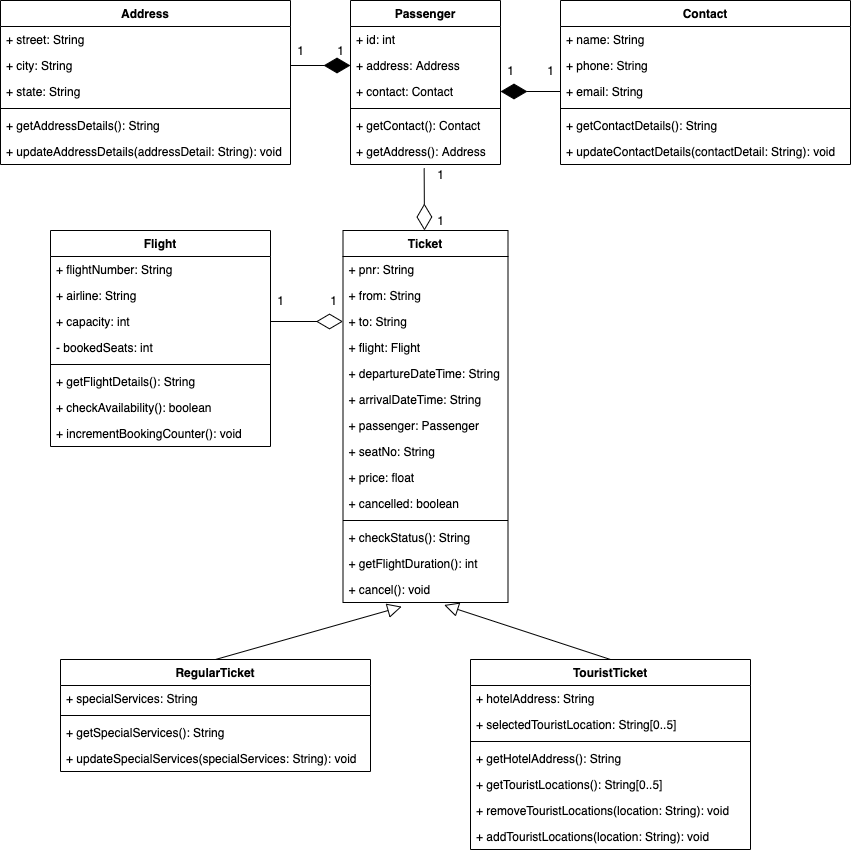 Address
+ street: String
+ city: String
+ state: String
+ getAddressDetails(): String
+ updateAddressDetails(addressDetail: String): void
1
1
Passenger
+ id: int
+ address: Address
+ contact: Contact
+ getContact(): Contact
+ getAddress(): Address
1
1
Contact
+ name: String
+ phone: String
+ email: String
+ getContactDetails(): String
+ updateContactDetails(contactDetail: String): void
1
1
Flight
+ flightNumber: String
+ airline: String
+ capacity: int
- bookedSeats: int
+ getFlightDetails(): String
+ checkAvailability(): boolean
+ incrementBookingCounter(): void
1
1
Ticket
+ pnr: String
+ from: String
+ to: String
+ flight: Flight
+ departureDateTime: String
+ arrivalDateTime: String
+ passenger: Passenger
+ seatNo: String
+ price: float
+ cancelled: boolean
+ checkStatus(): String
+ getFlightDuration(): int
+ cancel(): void
RegularTicket
+ specialServices: String
+ getSpecialServices(): String
+ updateSpecialServices(specialServices: String): void
TouristTicket
+ hotelAddress: String
+ selectedTouristLocation: String[0..5]
+ getHotelAddress(): String
+ getTouristLocations(): String[0..5]
+ removeTouristLocations(location: String): void
+ addTouristLocations(location: String): void